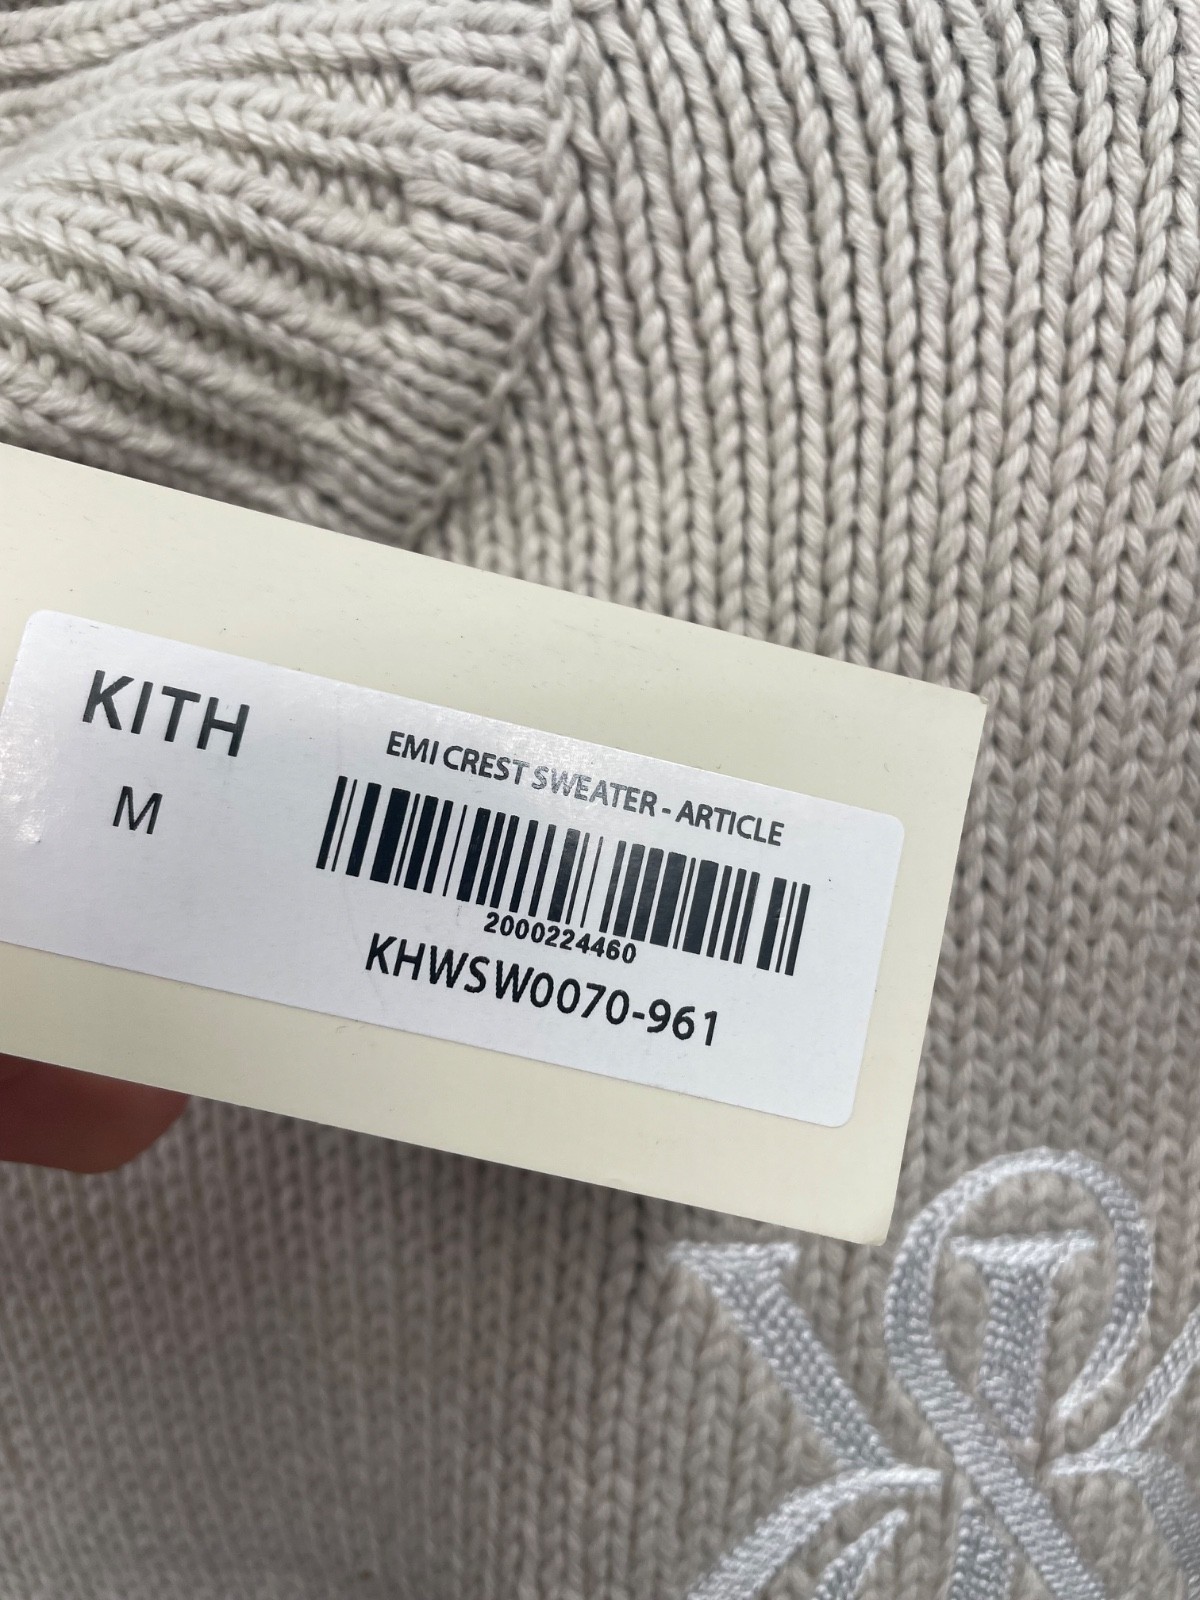 KITH
M
EMI CREST SWEATER - ARTICLE
2000224460
KHWSW0070-961